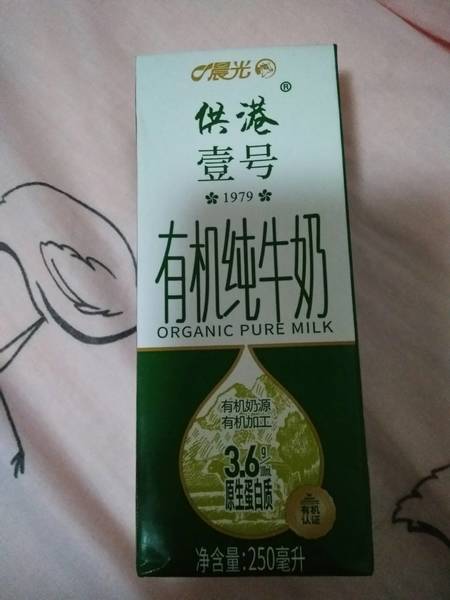 晨光
供港
®
壹号
1979
有机纯牛奶
ORGANIC PURE MILK
有机奶源
有机加工
3.6
原生蛋白质
有机
认证
净含量:250毫升